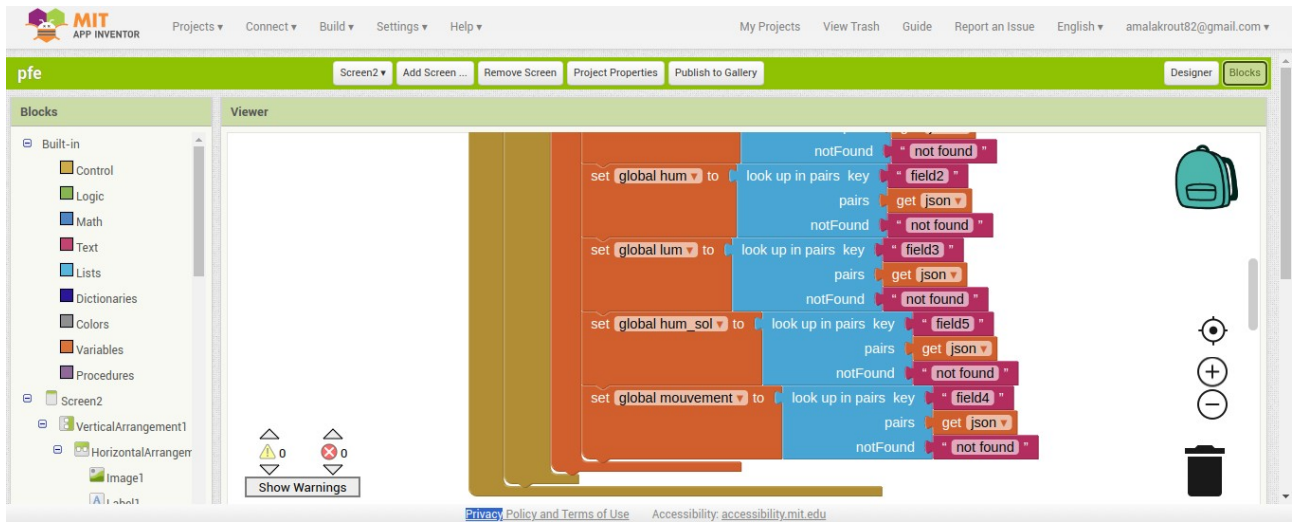 MIT
APP INVENTOR
Projects Connect Build Settings Help My Projects View Trash Guide Report an Issue English amalakrout82@gmail.com
pfe Screen2 Add Screen ... Remove Screen Project Properties Publish to Gallery Designer Blocks
Blocks
Viewer
Built-in
Control
Logic
Math
Text
Lists
Dictionaries
Colors
Variables
Procedures
Screen2
VerticalArrangement1
HorizontalArrangem
Image1
Label1
notFound " not found "
set global hum to look up in pairs key " field2 "
pairs get json
notFound " not found "
set global lum to look up in pairs key " field3 "
pairs get json
notFound " not found "
set global hum_sol to look up in pairs key " field5 "
pairs get json
notFound " not found "
set global mouvement to look up in pairs key " field4 "
pairs get json
notFound " not found "
0 0
Show Warnings
Privacy Policy and Terms of Use Accessibility: accessibility.mit.edu